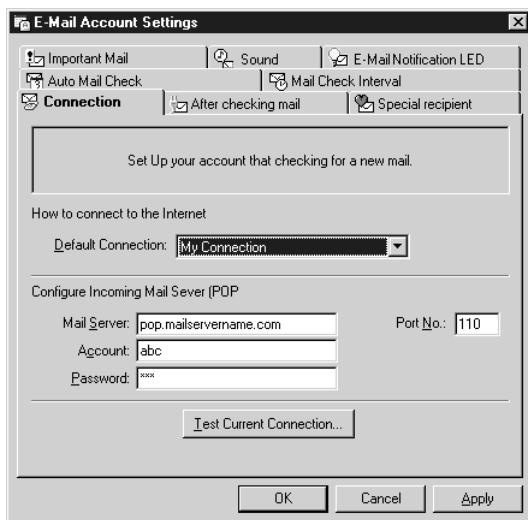 E-Mail Account Settings
Important Mail
Sound
E-Mail Notification LED
Auto Mail Check
Mail Check Interval
Connection
After checking mail
Special recipient
Set Up your account that checking for a new mail.
How to connect to the Internet
Default Connection: My Connection
Configure Incoming Mail Sever (POP
Mail Server: pop.mailservername.com Port No.: 110
Account: abc
Password: ***
Test Current Connection...
OK Cancel Apply